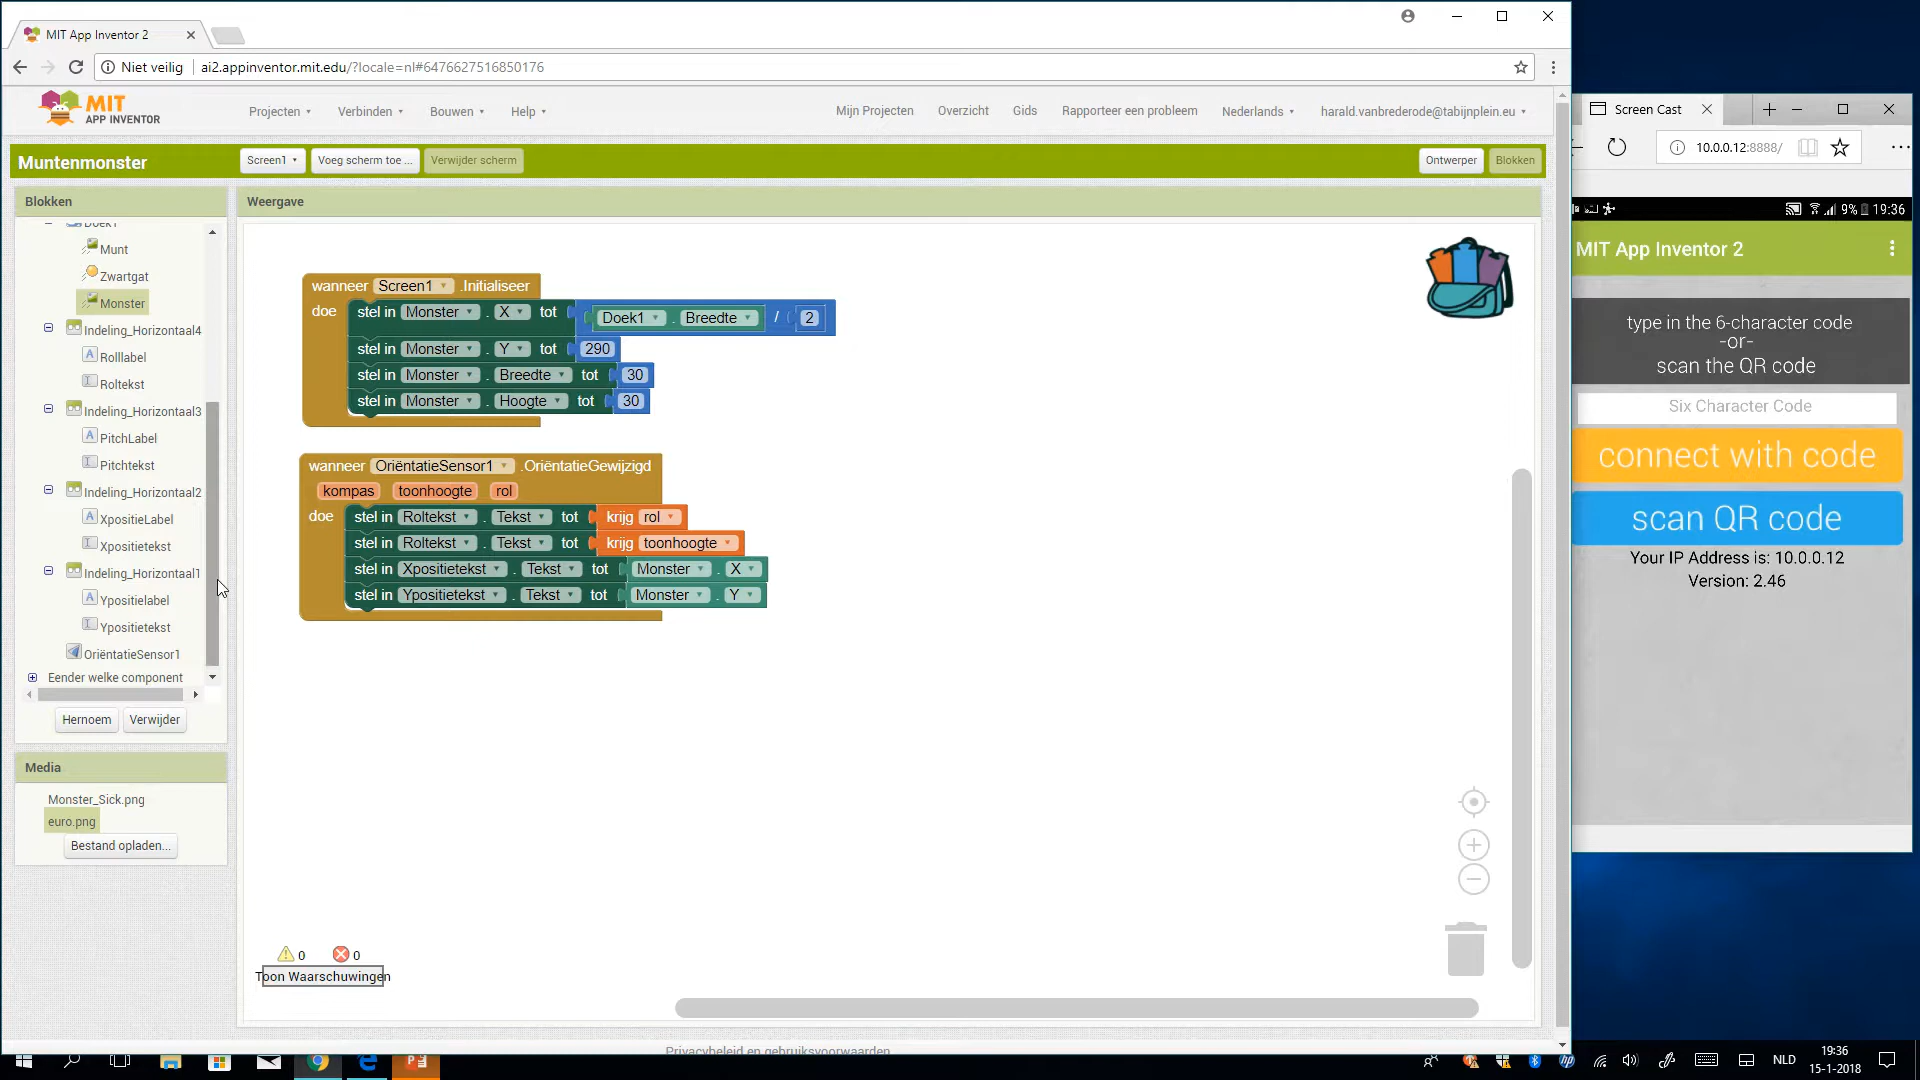 MIT App Inventor 2
Niet veilig ai2.appinventor.mit.edu/?locale=nl#6476627516850176
MIT APP INVENTOR
Projecten Verbinden Bouwen Help Mijn Projecten Overzicht Gids Rapporteer een probleem Nederlands harald.vanbrederode@tabijnplein.eu
Muntenmonster Screen1 Voeg scherm toe ... Verwijder scherm Ontwerper Blokken
Blokken
Doek1
Munt
Zwartgat
Monster
Indeling_Horizontaal4
Rolllabel
Roltekst
Indeling_Horizontaal3
PitchLabel
Pitchtekst
Indeling_Horizontaal2
XpositieLabel
Xpositietekst
Indeling_Horizontaal1
Ypositielabel
Ypositietekst
OriëntatieSensor1
Eender welke component
Hernoem Verwijder
Media
Monster_Sick.png
euro.png
Bestand opladen...
Weergave
wanneer Screen1 .Initialiseer
doe stel in Monster . X tot Doek1 . Breedte / 2
stel in Monster . Y tot 290
stel in Monster . Breedte tot 30
stel in Monster . Hoogte tot 30
wanneer OriëntatieSensor1 .OriëntatieGewijzigd
kompas toonhoogte rol
doe stel in Roltekst . Tekst tot krijg rol
stel in Roltekst . Tekst tot krijg toonhoogte
stel in Xpositietekst . Tekst tot Monster . X
stel in Ypositietekst . Tekst tot Monster . Y
0 0
Toon Waarschuwingen
Privacybeleid en gebruiksvoorwaarden
Screen Cast
10.0.0.12:8888/
9% 19:36
MIT App Inventor 2
type in the 6-character code
-or-
scan the QR code
Six Character Code
connect with code
scan QR code
Your IP Address is: 10.0.0.12
Version: 2.46
NLD
19:36
15-1-2018